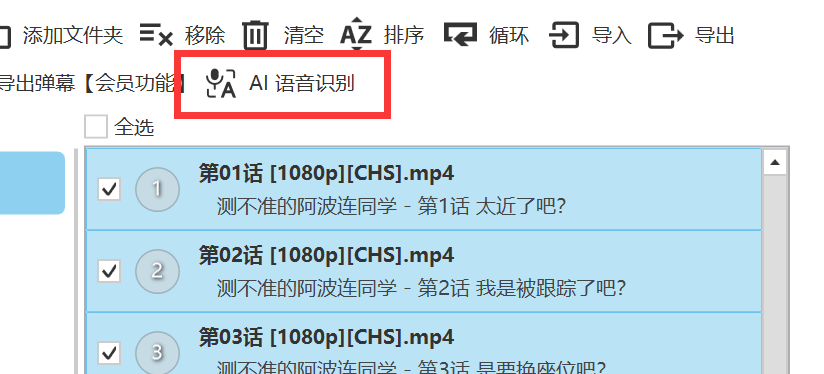 添加文件夹 移除 清空 AZ 排序 循环 导入 导出
导出弹幕【会员功能】 A AI 语音识别
全选
1 第01话 [1080p][CHS].mp4
测不准的阿波连同学 - 第1话 太近了吧?
2 第02话 [1080p][CHS].mp4
测不准的阿波连同学 - 第2话 我是被跟踪了吧?
3 第03话 [1080p][CHS].mp4
测不准的阿波连同学 - 第3话 是要换座位吧?